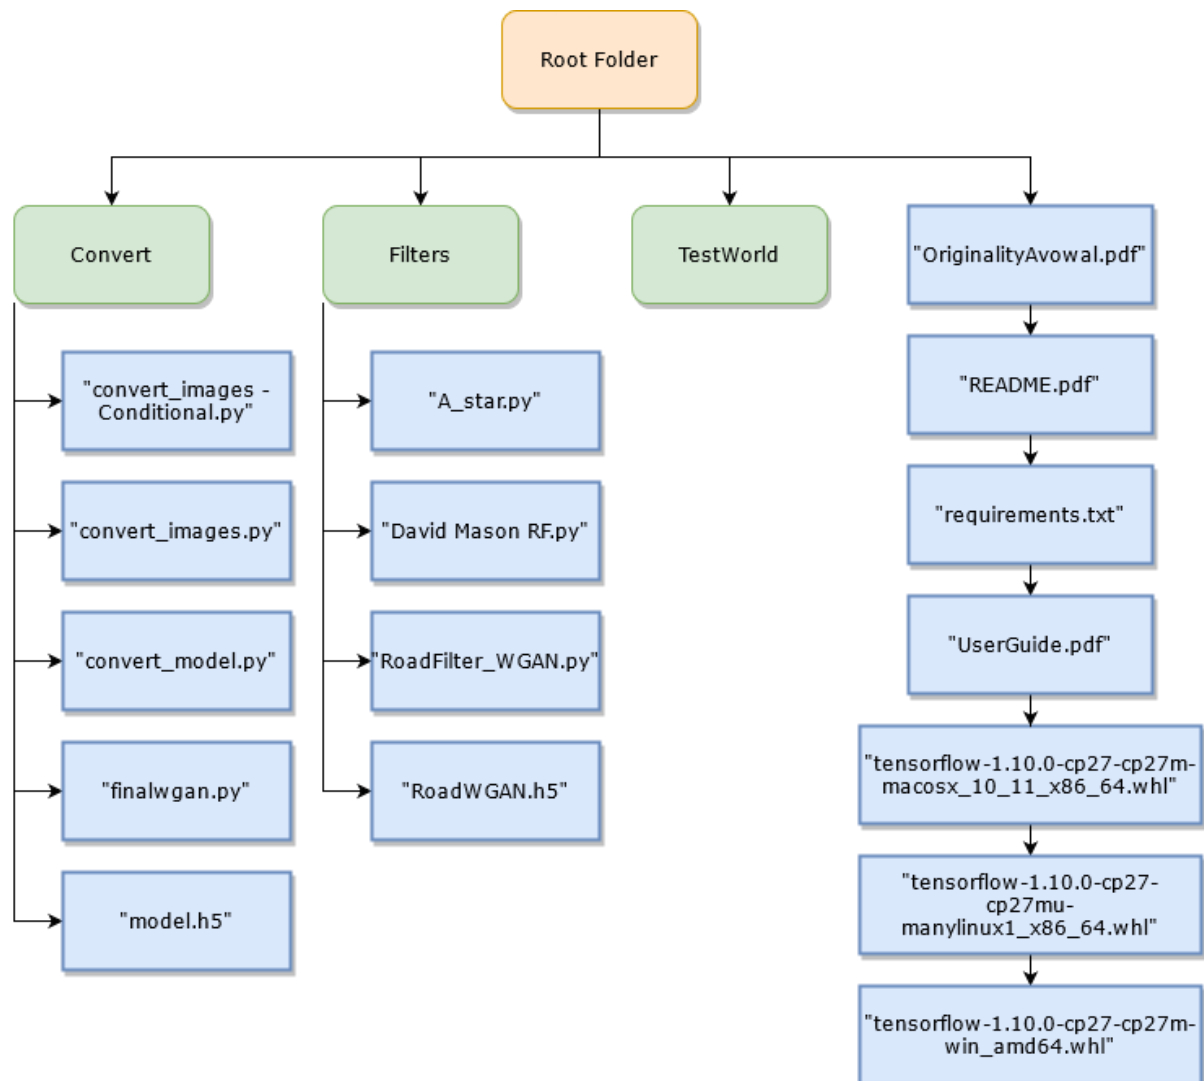 Root Folder
Convert
Filters
TestWorld
"OriginalityAvowal.pdf"
"convert_images -
Conditional.py"
"convert_images.py"
"convert_model.py"
"finalwgan.py"
"model.h5"
"A_star.py"
"David Mason RF.py"
"RoadFilter_WGAN.py"
"RoadWGAN.h5"
"README.pdf"
"requirements.txt"
"UserGuide.pdf"
"tensorflow-1.10.0-cp27-cp27m-
macosx_10_11_x86_64.whl"
"tensorflow-1.10.0-cp27-
cp27mu-
manylinux1_x86_64.whl"
"tensorflow-1.10.0-cp27-cp27m-
win_amd64.whl"